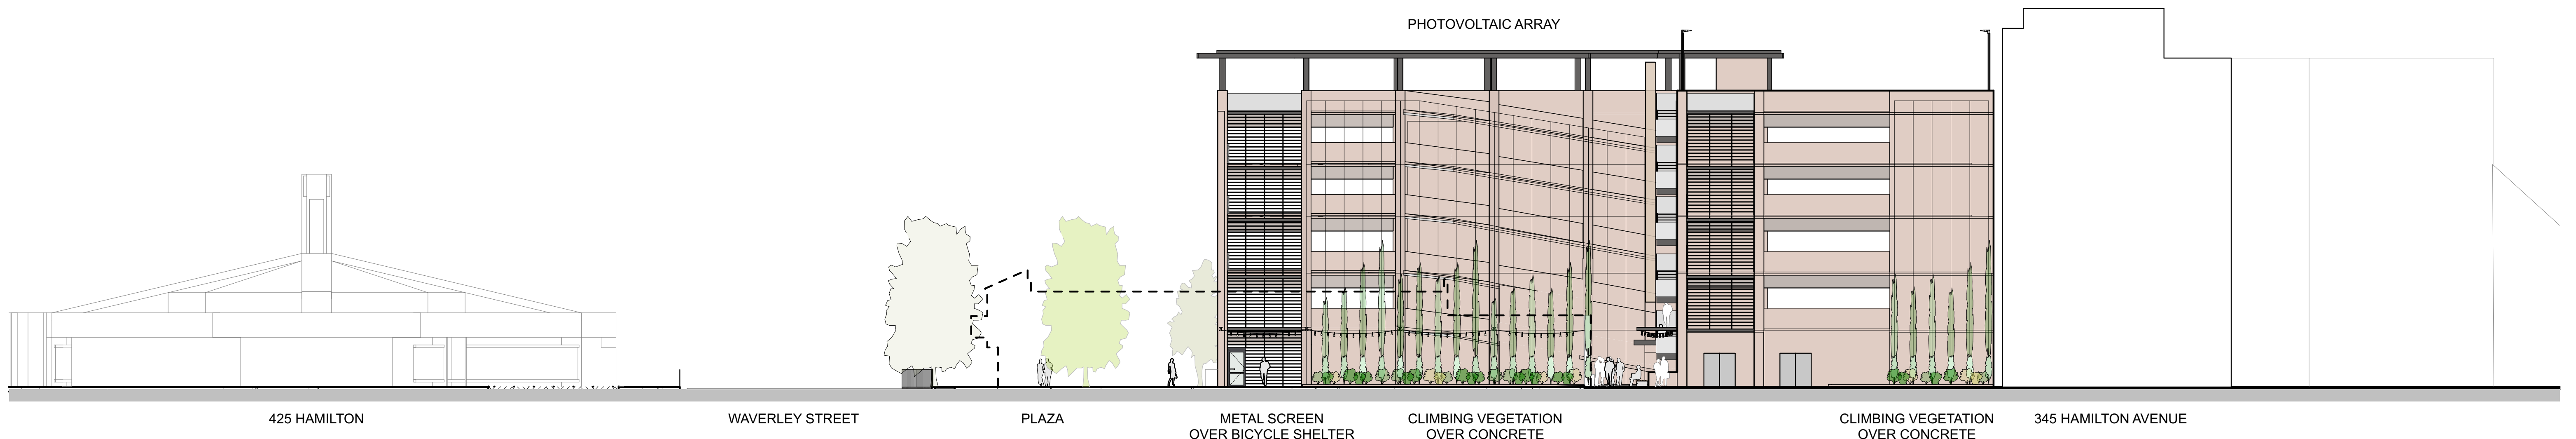 PHOTOVOLTAIC ARRAY
425 HAMILTON
WAVERLEY STREET
PLAZA
METAL SCREEN
OVER BICYCLE SHELTER
CLIMBING VEGETATION
OVER CONCRETE
CLIMBING VEGETATION
OVER CONCRETE
345 HAMILTON AVENUE